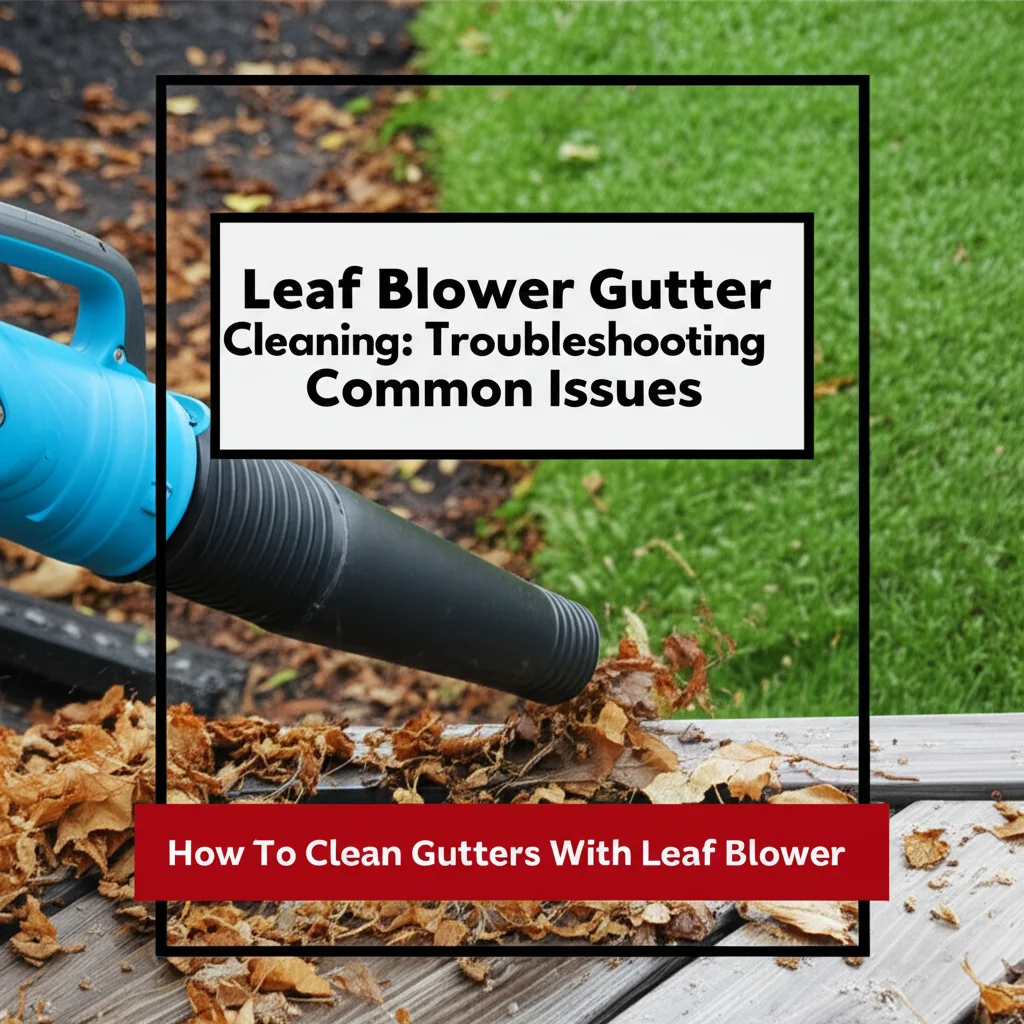 Leaf Blower Gutter
Cleaning: Troubleshooting
Common Issues
How To Clean Gutters With Leaf Blower